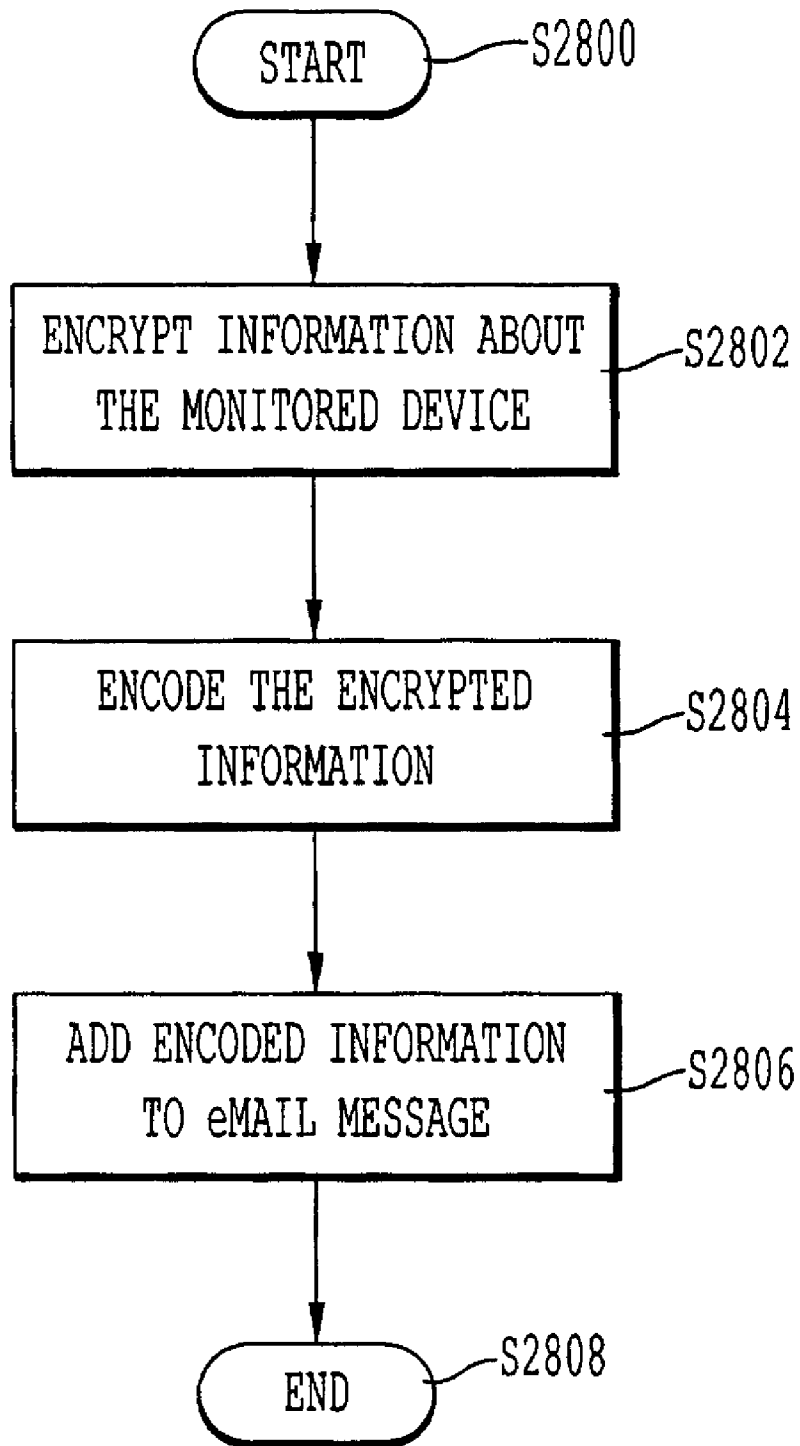 START
S2800
ENCRYPT INFORMATION ABOUT
THE MONITORED DEVICE
S2802
ENCODE THE ENCRYPTED
INFORMATION
S2804
ADD ENCODED INFORMATION
TO eMAIL MESSAGE
S2806
END
S2808